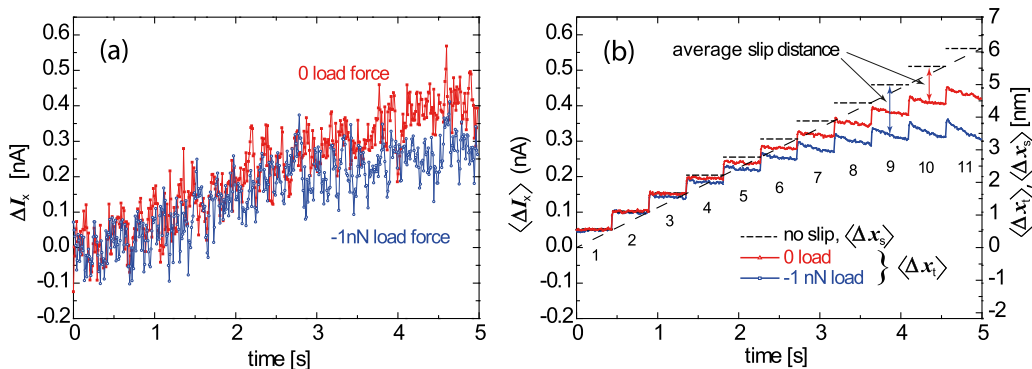 (a)
0 load force
-1nN load force
ΔIx [nA]
0.6
0.5
0.4
0.3
0.2
0.1
0.0
-0.1
-0.2
0 1 2 3 4 5
time [s]
(b)
average slip distance
⟨ΔIx⟩ (nA)
0.6
0.5
0.4
0.3
0.2
0.1
0.0
-0.1
-0.2
1 2 3 4 5 6 7 8 9 10 11
no slip, ⟨Δxs⟩
0 load
-1 nN load
} ⟨Δxt⟩
0 1 2 3 4 5
time [s]
7
6
5
4
3
2
1
0
-1
-2
⟨Δxt⟩ ⟨Δxs⟩ [nm]